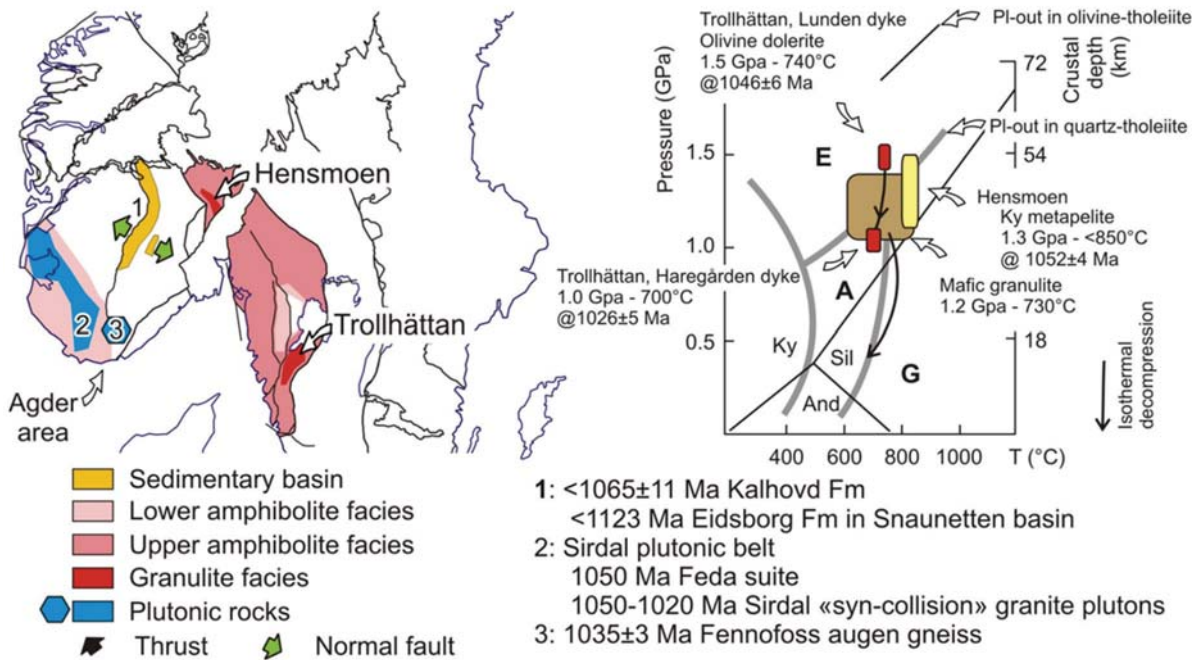 1
Hensmoen
Trollhättan
2
3
Agder
area
Sedimentary basin
Lower amphibolite facies
Upper amphibolite facies
Granulite facies
Plutonic rocks
Thrust
Normal fault
Trollhättan, Lunden dyke
Olivine dolerite
1.5 Gpa - 740°C
@1046±6 Ma
Pl-out in olivine-tholeiite
Pressure (GPa)
72
Crustal depth
(km)
Pl-out in quartz-tholeiite
1.5
E
54
Hensmoen
Ky metapelite
1.3 Gpa - <850°C
@ 1052±4 Ma
1.0
Trollhättan, Haregården dyke
1.0 Gpa - 700°C
@1026±5 Ma
A
Mafic granulite
1.2 Gpa - 730°C
0.5
Ky
Sil
G
18
And
Isothermal
decompression
400 600 800 1000 T (°C)
1: <1065±11 Ma Kalhovd Fm
<1123 Ma Eidsborg Fm in Snaunetten basin
2: Sirdal plutonic belt
1050 Ma Feda suite
1050-1020 Ma Sirdal «syn-collision» granite plutons
3: 1035±3 Ma Fennofoss augen gneiss